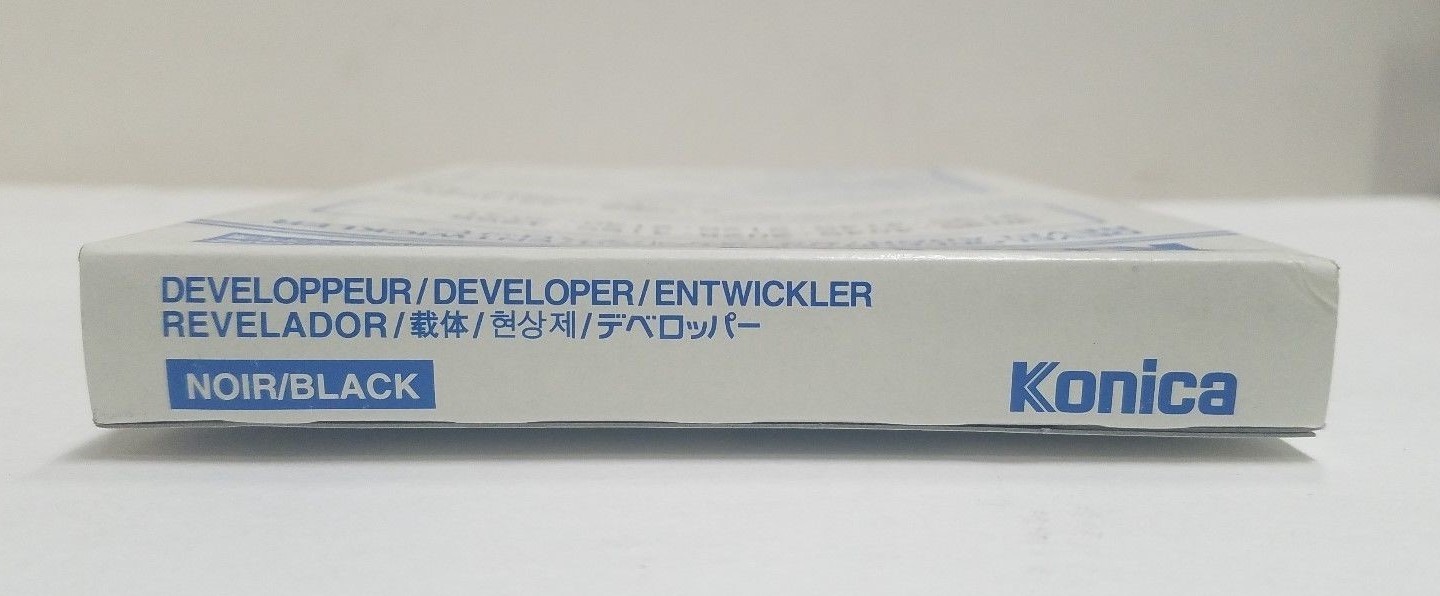 DEVELOPPEUR/DEVELOPER/ENTWICKLER
REVELADOR/载体/현상제/デベロッパー
NOIR/BLACK
Konica